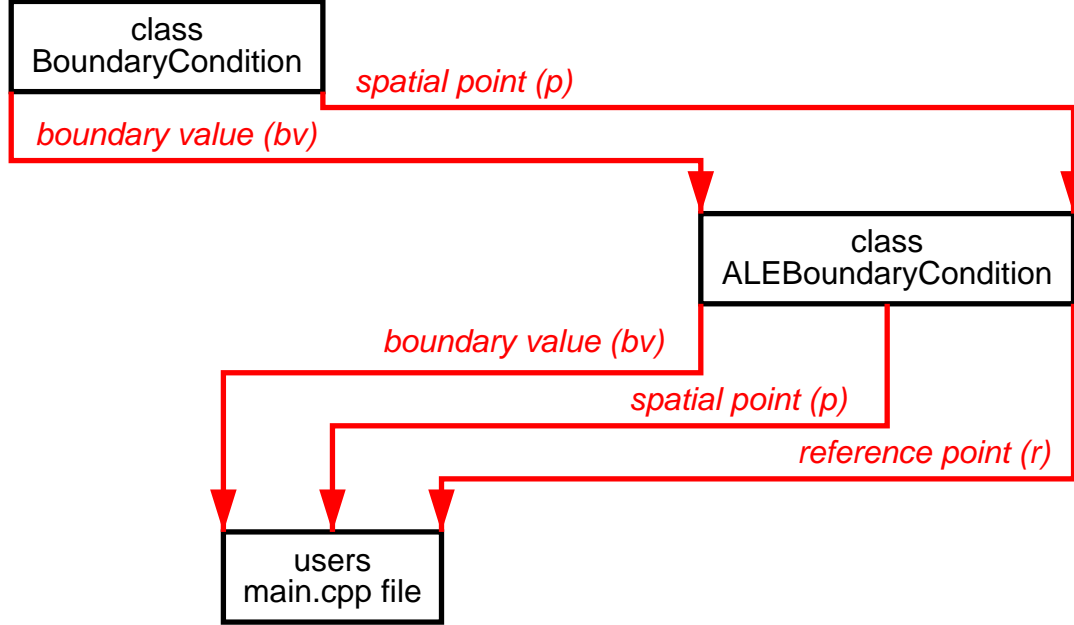 class
BoundaryCondition
spatial point (p)
boundary value (bv)
class
ALEBoundaryCondition
boundary value (bv)
spatial point (p)
reference point (r)
users
main.cpp file